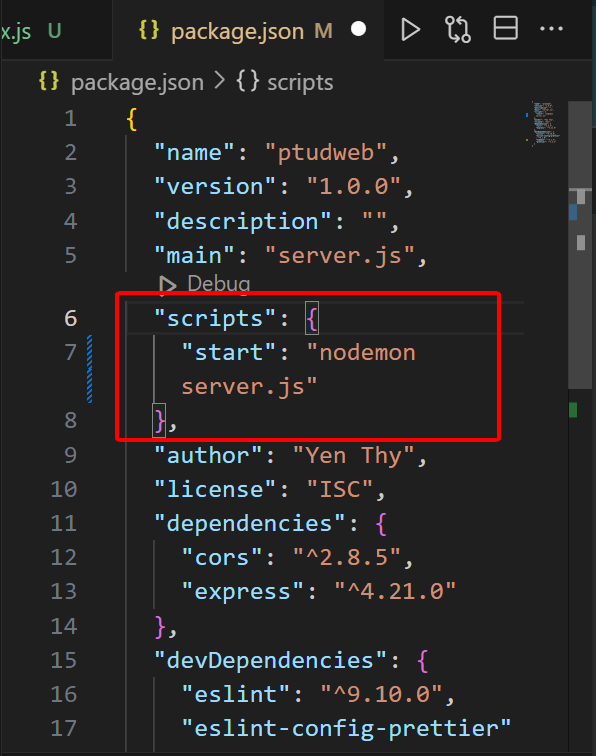 x.js U {} package.json M
{} package.json > {} scripts
1 {
2 "name": "ptudweb",
3 "version": "1.0.0",
4 "description": "",
5 "main": "server.js",
Debug
6 "scripts": {
7 "start": "nodemon
server.js"
8 },
9 "author": "Yen Thy",
10 "license": "ISC",
11 "dependencies": {
12 "cors": "^2.8.5",
13 "express": "^4.21.0"
14 },
15 "devDependencies": {
16 "eslint": "^9.10.0",
17 "eslint-config-prettier"